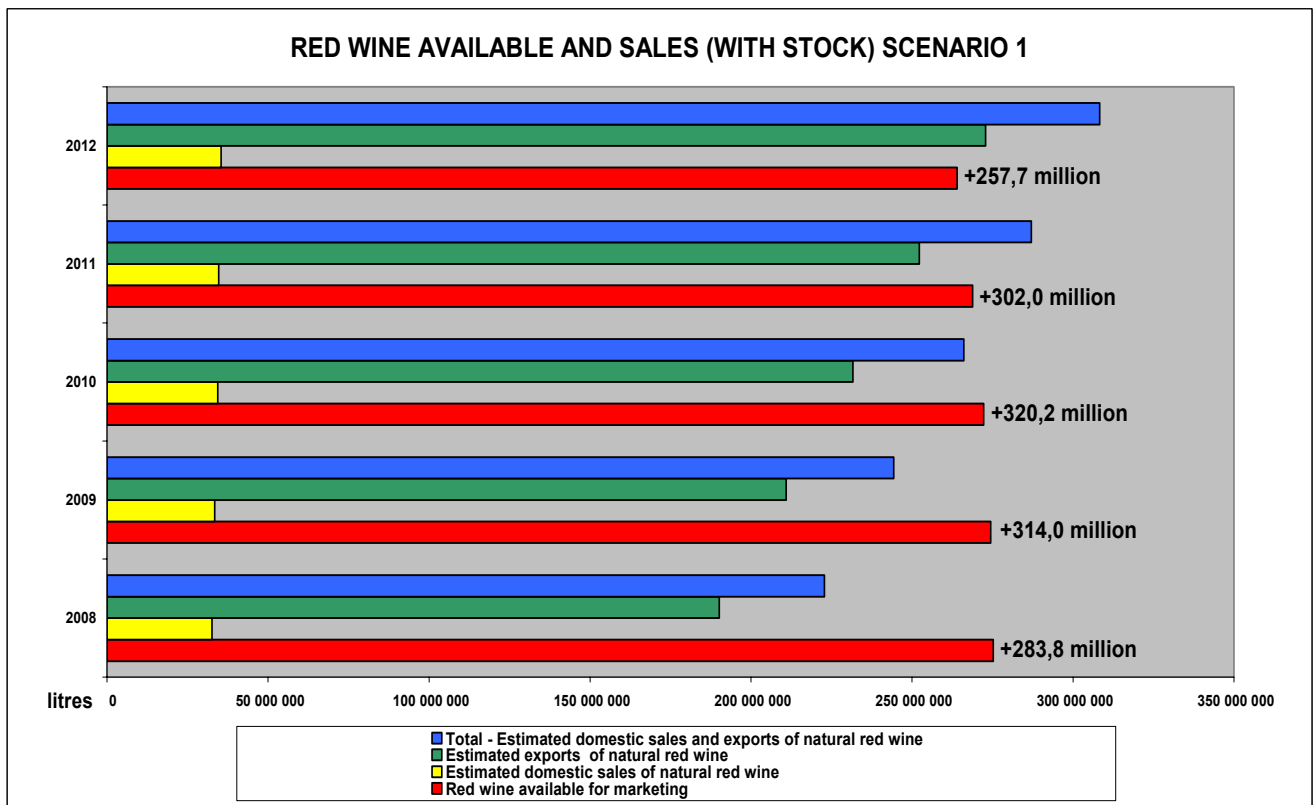 RED WINE AVAILABLE AND SALES (WITH STOCK) SCENARIO 1
2012
+257,7 million
2011
+302,0 million
2010
+320,2 million
2009
+314,0 million
2008
+283,8 million
litres 0 50 000 000 100 000 000 150 000 000 200 000 000 250 000 000 300 000 000 350 000 000
Total - Estimated domestic sales and exports of natural red wine
Estimated exports of natural red wine
Estimated domestic sales of natural red wine
Red wine available for marketing